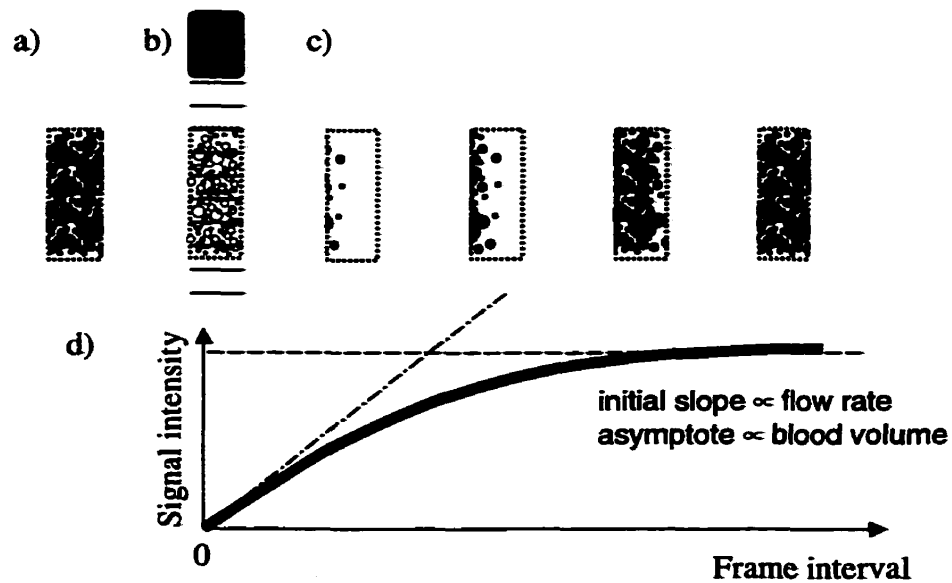 a) b) c)
d)
Signal intensity
initial slope ∝ flow rate
asymptote ∝ blood volume
0
Frame interval